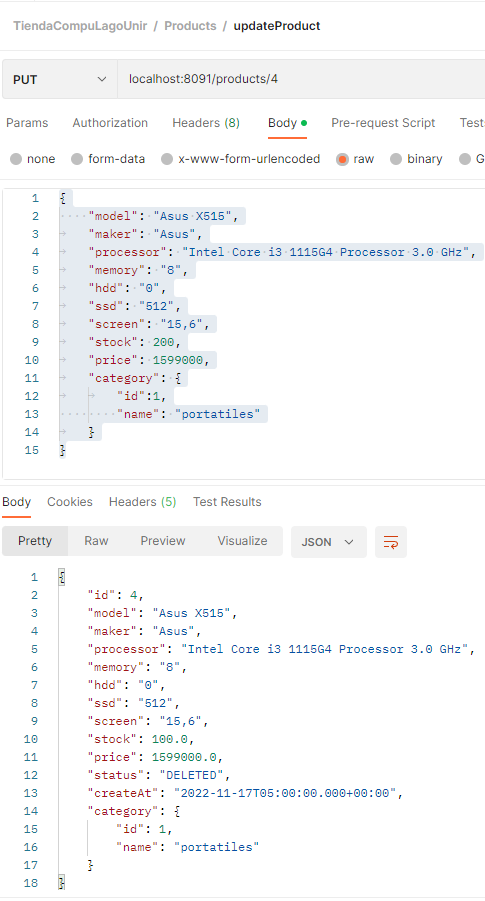 TiendaCompuLagoUnir / Products / updateProduct
PUT localhost:8091/products/4
Params Authorization Headers (8) Body Pre-request Script Test
none form-data x-www-form-urlencoded raw binary G
1 {
2 "model": "Asus X515",
3 "maker": "Asus",
4 "processor": "Intel Core i3 1115G4 Processor 3.0 GHz",
5 "memory": "8",
6 "hdd": "0",
7 "ssd": "512",
8 "screen": "15,6",
9 "stock": 200,
10 "price": 1599000,
11 "category": {
12 "id":1,
13 "name": "portatiles"
14 }
15 }
Body Cookies Headers (5) Test Results
Pretty Raw Preview Visualize JSON
1 {
2 "id": 4,
3 "model": "Asus X515",
4 "maker": "Asus",
5 "processor": "Intel Core i3 1115G4 Processor 3.0 GHz",
6 "memory": "8",
7 "hdd": "0",
8 "ssd": "512",
9 "screen": "15,6",
10 "stock": 100.0,
11 "price": 1599000.0,
12 "status": "DELETED",
13 "createAt": "2022-11-17T05:00:00.000+00:00",
14 "category": {
15 "id": 1,
16 "name": "portatiles"
17 }
18 }